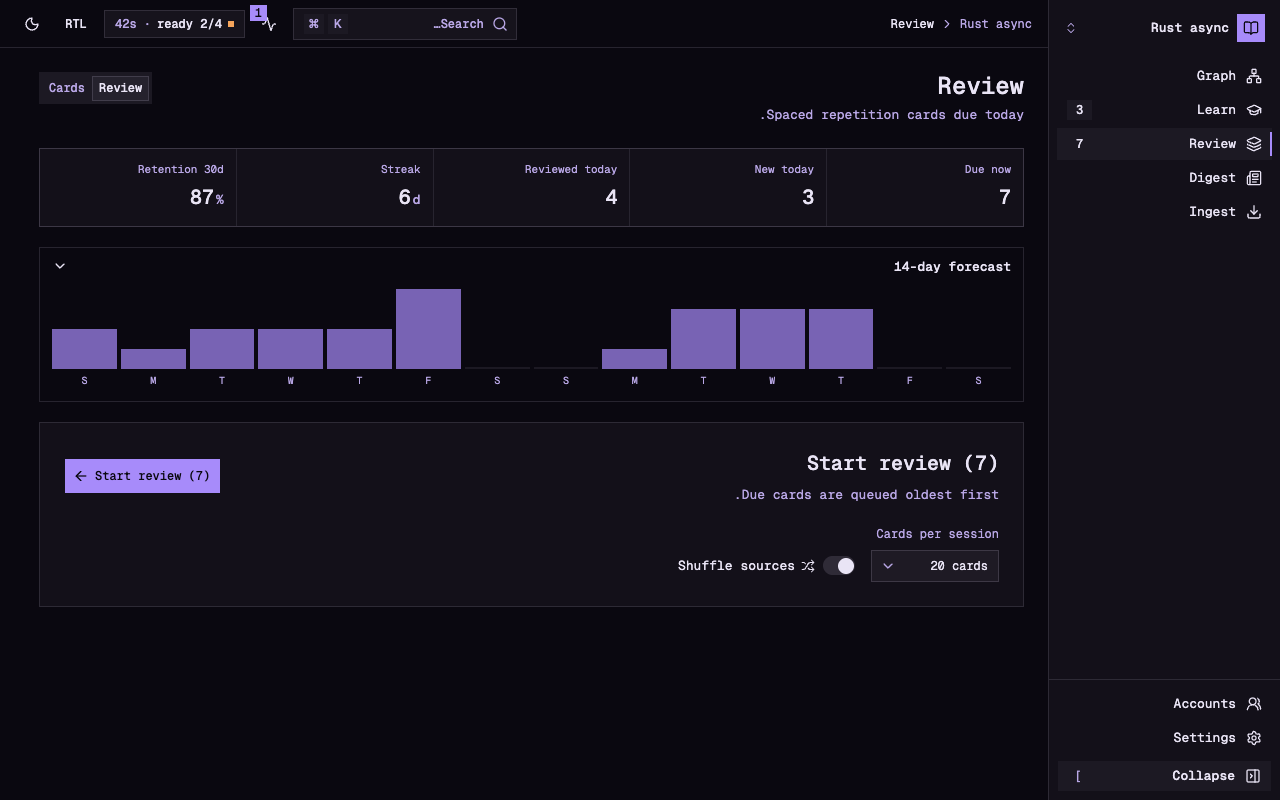 Rust async
Graph
Learn 3
Review 7
Digest
Ingest
Accounts
Settings
Collapse [
RTL
42s · ready 2/4
1
⌘ K
Search…
Rust async > Review
Review
Spaced repetition cards due today.
Review
Cards
Due now
7
New today
3
Reviewed today
4
Streak
6d
Retention 30d
87%
14-day forecast
S M T W T F S S M T W T F S
Start review (7)
Due cards are queued oldest first.
Cards per session
20 cards
Shuffle sources
Start review (7)